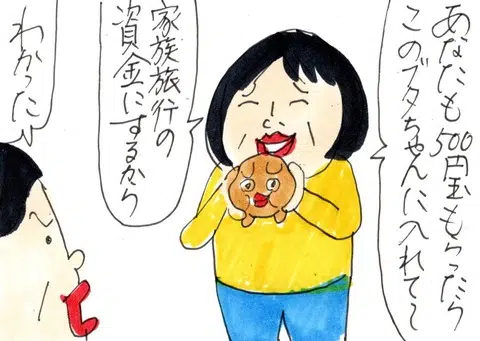 あなたも500円玉もらったら
このブタちゃんに入れて〜
家族旅行の
資金にするから
わかった